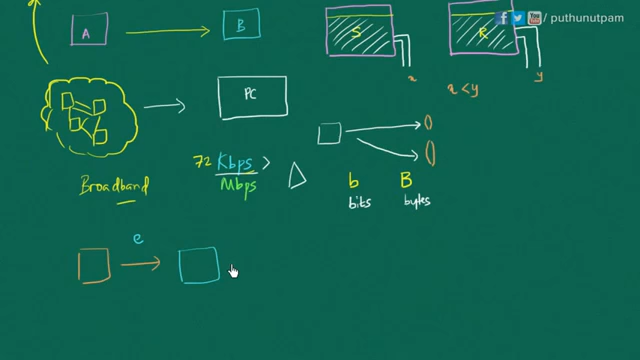 / puthunutpam
A
B
S
R
x
y
x < y
PC
72 Kbps >
Mbps
Broadband
b
B
bits
bytes
e